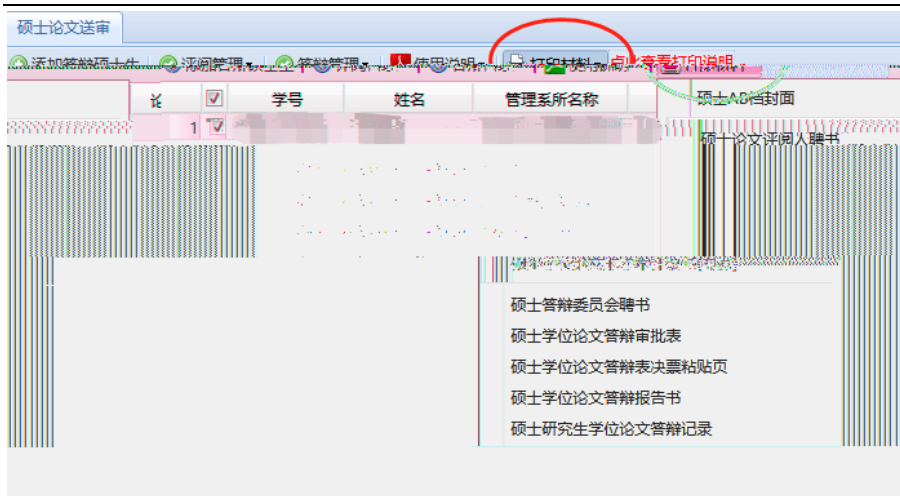 硕士论文送审
添加答辩硕士生 评阅管理 答辩管理 使用说明 打印材料 点此查看打印说明
学号 姓名 管理系所名称 硕士AB档封面
1
硕士论文评阅人聘书
硕士答辩委员会聘书
硕士学位论文答辩审批表
硕士学位论文答辩表决票粘贴页
硕士学位论文答辩报告书
硕士研究生学位论文答辩记录